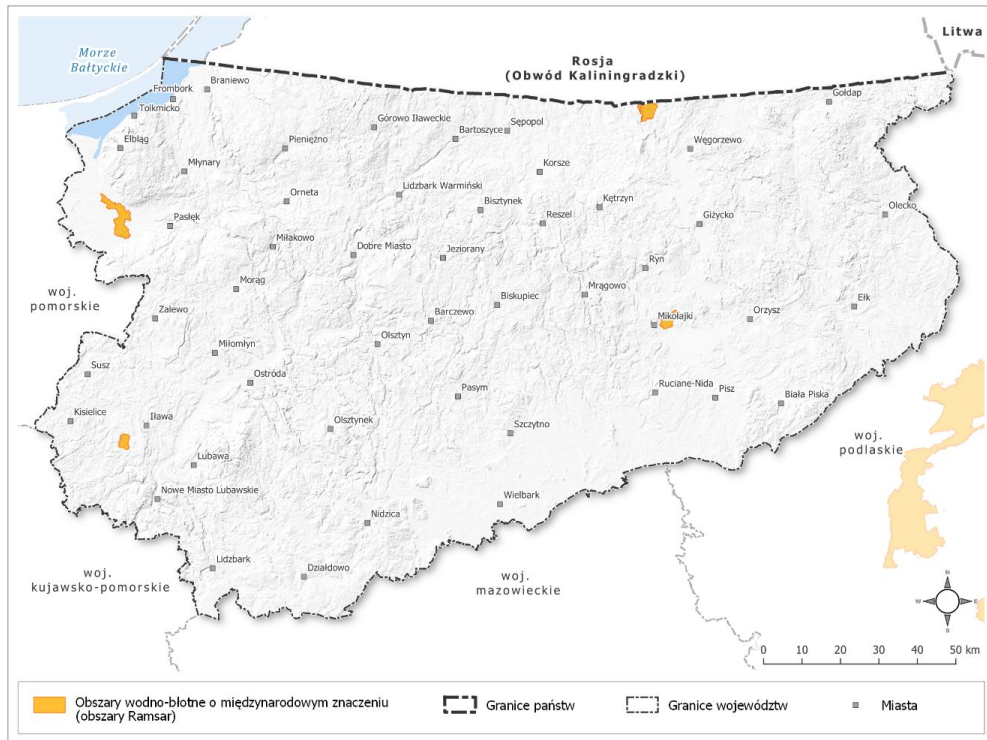 Litwa
Morze
Bałtyckie
Rosja
(Obwód Kaliningradzki)
Gołdap
Braniewo
Frombork
Tolkmicko
Górowo Iławeckie
Sępopol
Bartoszyce
Elbląg
Pieniężno
Węgorzewo
Młynary
Korsze
Lidzbark Warmiński
Orneta
Kętrzyn
Bisztynek
Olecko
Pasłęk
Reszel
Giżycko
Miłakowo
Dobre Miasto
Jeziorany
Ryn
woj.
pomorskie
Morąg
Mrągowo
Biskupiec
Ełk
Zalewo
Barczewo
Mikołajki
Orzysz
Olsztyn
Miłomłyn
Susz
Ostróda
Ruciane-Nida
Pasym
Pisz
Biała Piska
Kisielice
Iława
Olsztynek
Szczytno
woj.
podlaskie
Lubawa
Nowe Miasto Lubawskie
Wielbark
Nidzica
Lidzbark
Działdowo
woj.
kujawsko-pomorskie
woj.
mazowieckie
N
W E
S
0 10 20 30 40 50 km
Obszary wodno-błotne o międzynarodowym znaczeniu
(obszary Ramsar)
Granice państw
Granice województw
Miasta